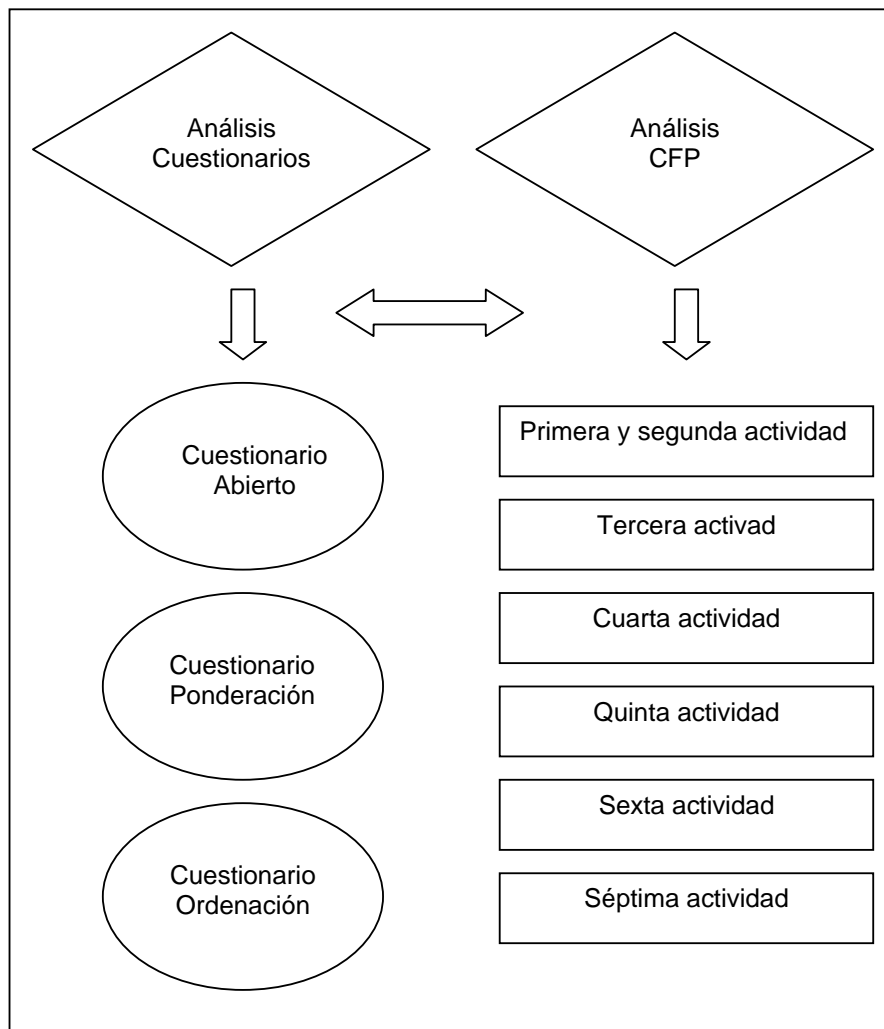 Análisis
Cuestionarios
Análisis
CFP
Cuestionario
Abierto
Cuestionario
Ponderación
Cuestionario
Ordenación
Primera y segunda actividad
Tercera activad
Cuarta actividad
Quinta actividad
Sexta actividad
Séptima actividad